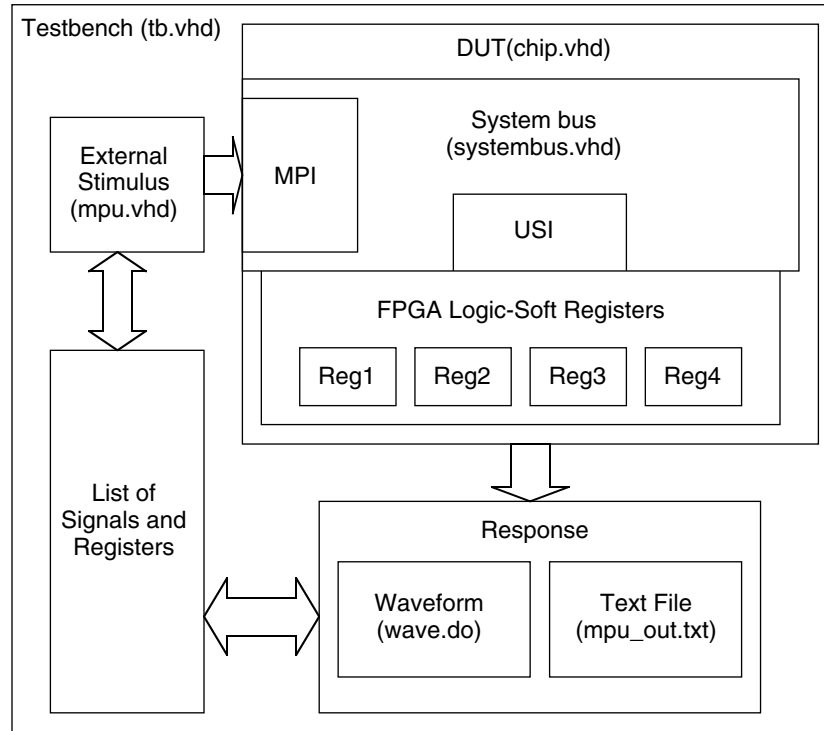 Testbench (tb.vhd)
DUT(chip.vhd)
System bus
(systembus.vhd)
External
Stimulus
(mpu.vhd)
MPI
USI
FPGA Logic-Soft Registers
Reg1
Reg2
Reg3
Reg4
List of
Signals and
Registers
Response
Waveform
(wave.do)
Text File
(mpu_out.txt)